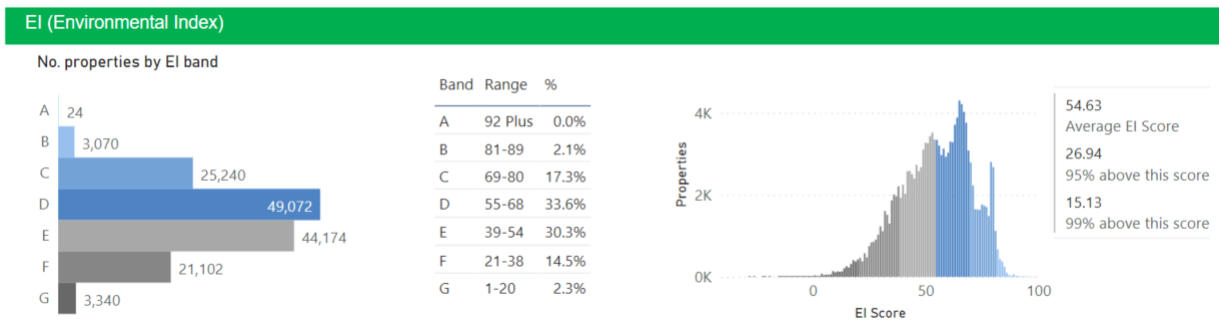 EI (Environmental Index)
No. properties by EI band
A 24
B 3,070
C 25,240
D 49,072
E 44,174
F 21,102
G 3,340
Band Range %
A 92 Plus 0.0%
B 81-89 2.1%
C 69-80 17.3%
D 55-68 33.6%
E 39-54 30.3%
F 21-38 14.5%
G 1-20 2.3%
Properties
4K
2K
0K
0 50 100
EI Score
54.63
Average EI Score
26.94
95% above this score
15.13
99% above this score